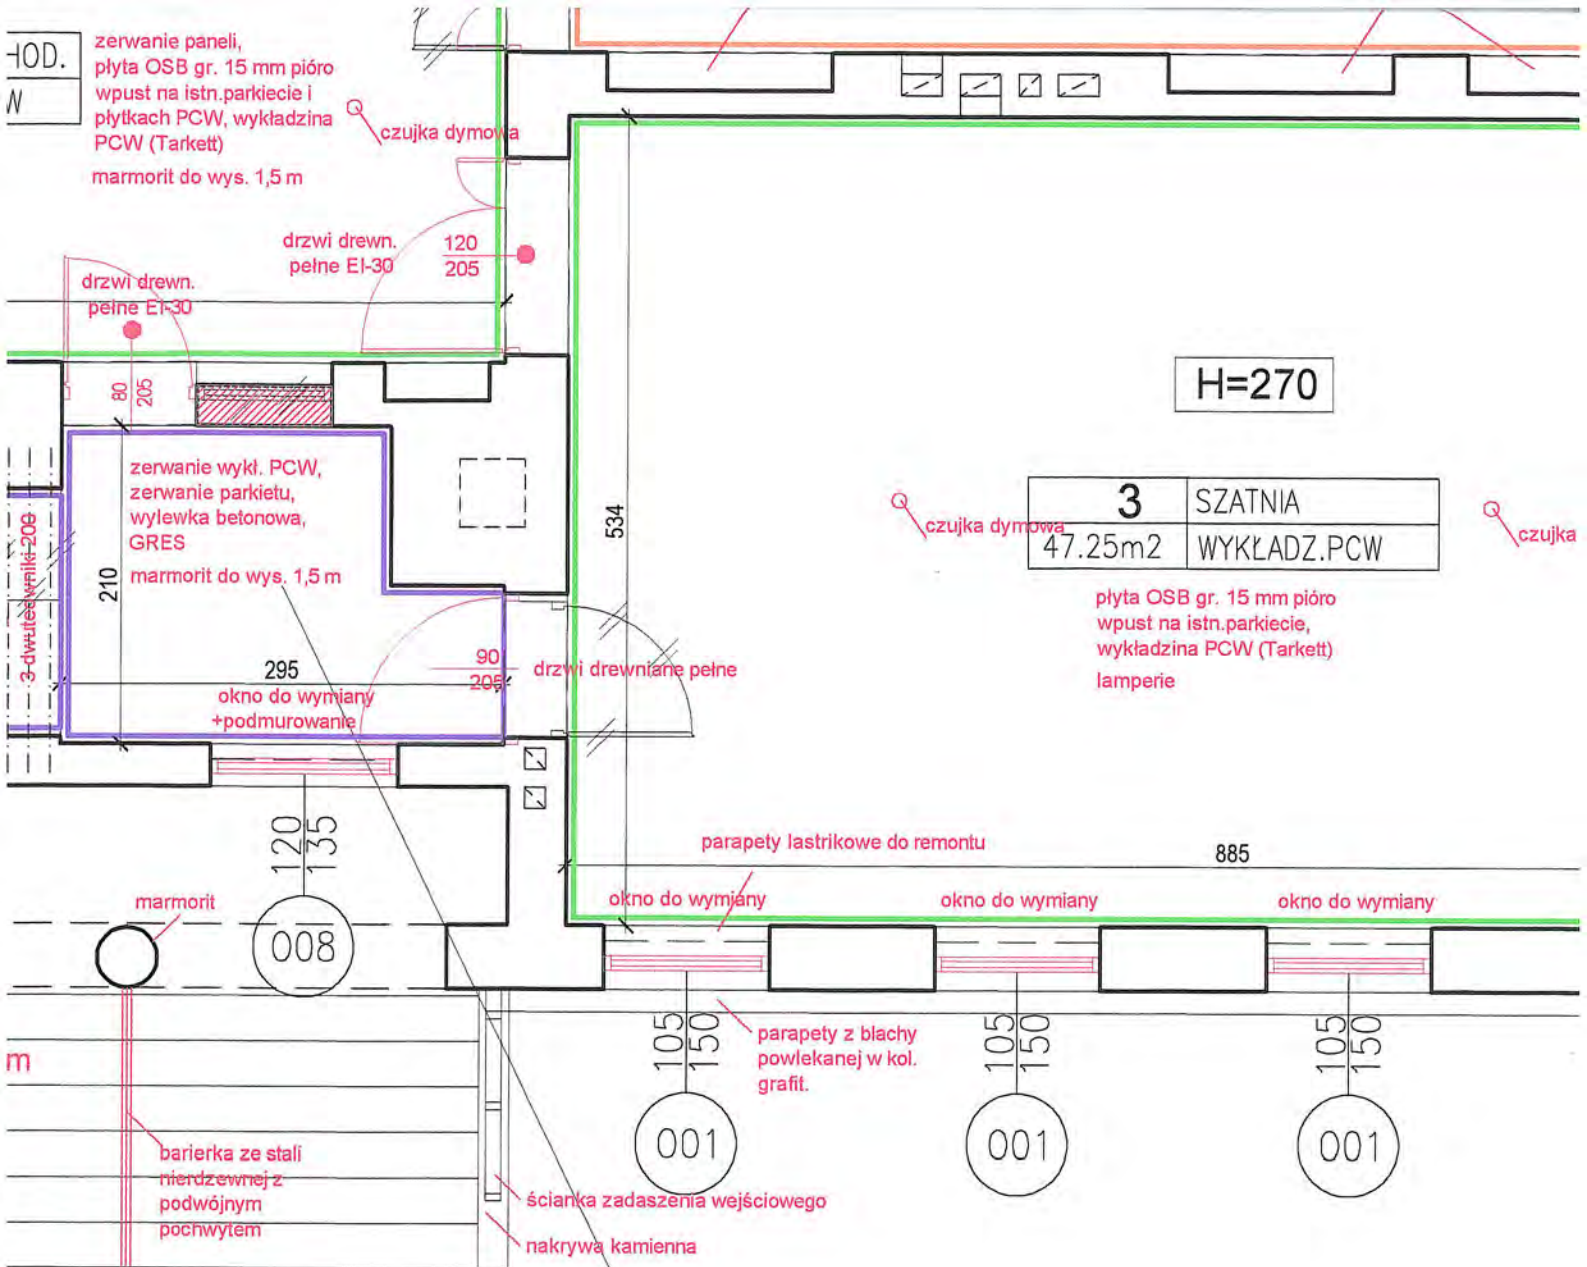 HOD.
W
zerwanie paneli,
płyta OSB gr. 15 mm pióro
wpust na istn.parkiecie i
płytkach PCW, wykładzina
PCW (Tarkett)
marmorit do wys. 1,5 m
czujka dymowa
drzwi drewn.
pełne EI-30
120
205
drzwi drewn.
pełne EI-30
80
205
H=270
zerwanie wykł. PCW,
zerwanie parkietu,
wylewka betonowa,
GRES
marmorit do wys. 1,5 m
3 dwuteowniki 200
210
534
czujka dymowa
3 SZATNIA
47.25m2 WYKŁADZ.PCW
czujka
płyta OSB gr. 15 mm pióro
wpust na istn.parkiecie,
wykładzina PCW (Tarkett)
lamperie
295
90
205
drzwi drewniane pełne
okno do wymiany
+podmurowanie
120
135
008
parapety lastrikowe do remontu
885
okno do wymiany
okno do wymiany
okno do wymiany
marmorit
105
150
105
150
105
150
parapety z blachy
powlekanej w kol.
grafit.
m
001
001
001
barierka ze stali
nierdzewnej z
podwójnym
pochwytem
ścianka zadaszenia wejściowego
nakrywa kamienna